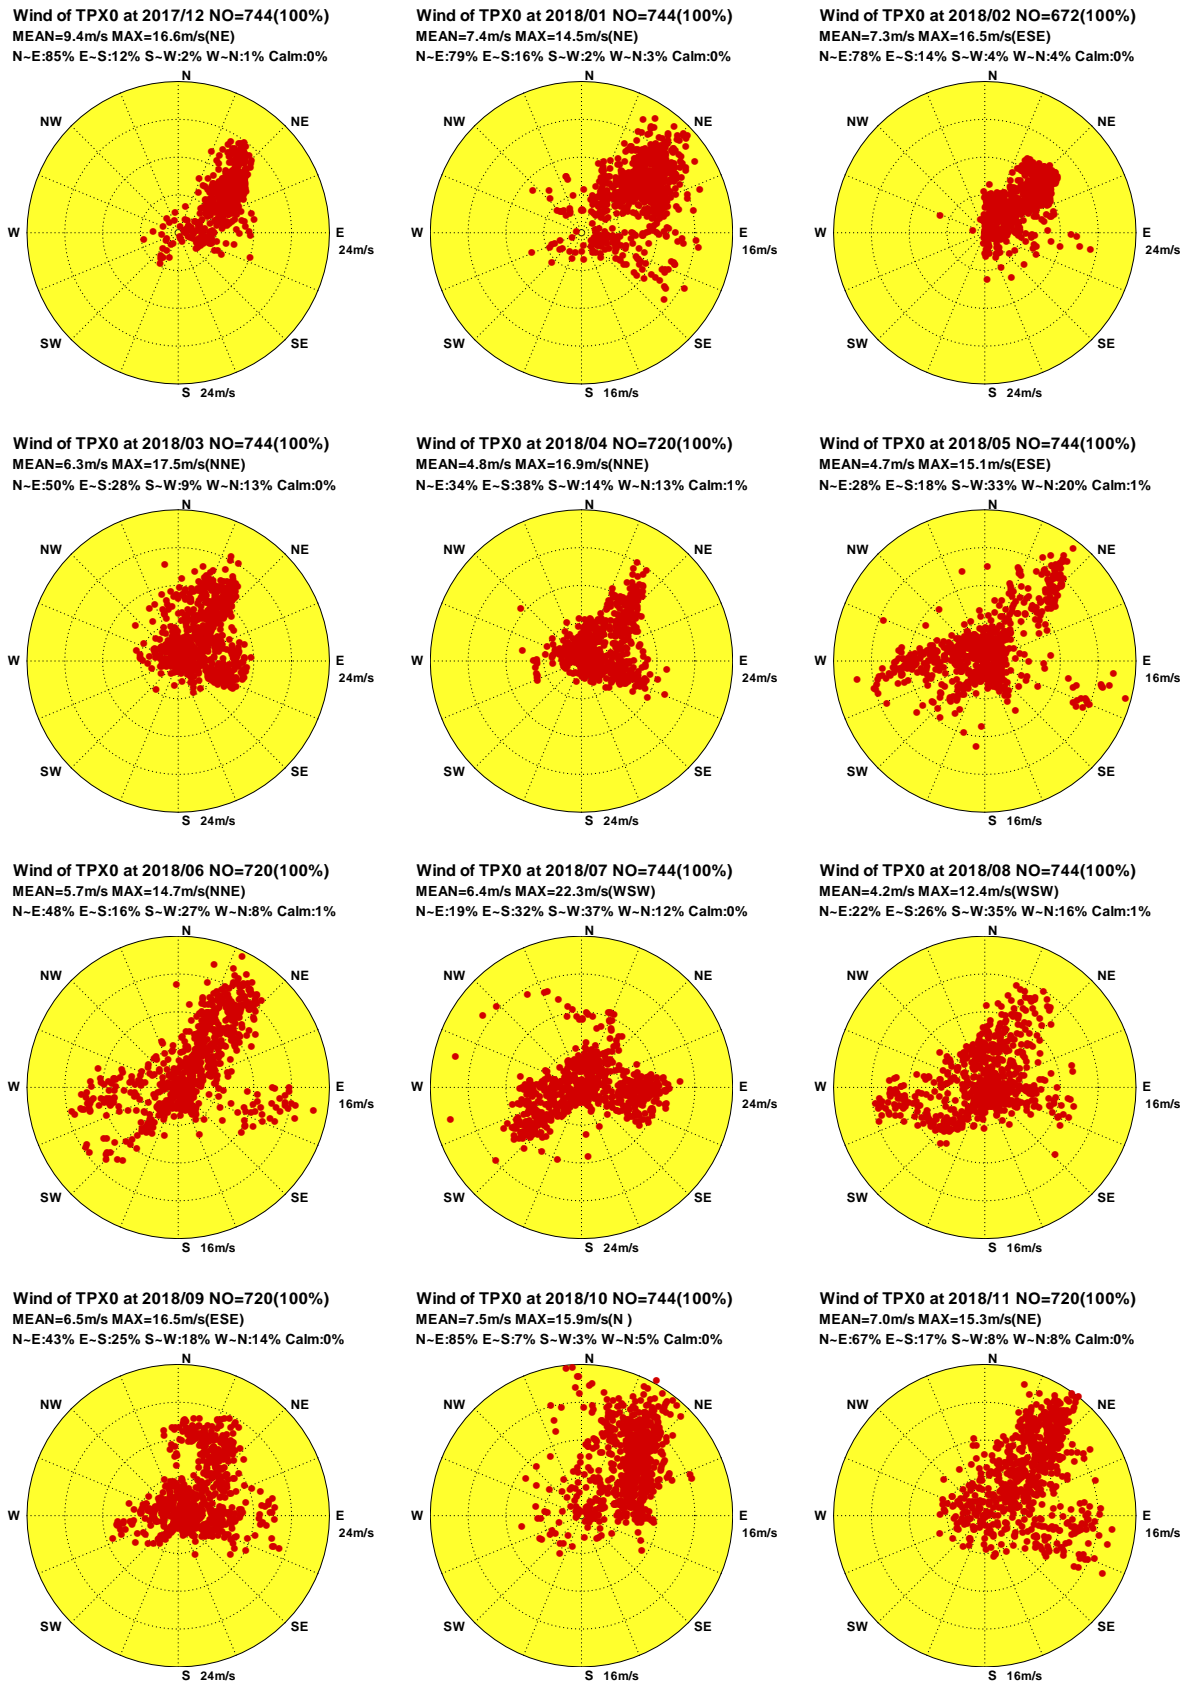 Wind of TPX0 at 2017/12 NO=744(100%)
MEAN=9.4m/s MAX=16.6m/s(NE)
N~E:85% E~S:12% S~W:2% W~N:1% Calm:0%
N
NW NE
W E
24m/s
SW SE
S 24m/s
Wind of TPX0 at 2018/01 NO=744(100%)
MEAN=7.4m/s MAX=14.5m/s(NE)
N~E:79% E~S:16% S~W:2% W~N:3% Calm:0%
N
NW NE
W E
16m/s
SW SE
S 16m/s
Wind of TPX0 at 2018/02 NO=672(100%)
MEAN=7.3m/s MAX=16.5m/s(ESE)
N~E:78% E~S:14% S~W:4% W~N:4% Calm:0%
N
NW NE
W E
24m/s
SW SE
S 24m/s
Wind of TPX0 at 2018/03 NO=744(100%)
MEAN=6.3m/s MAX=17.5m/s(NNE)
N~E:50% E~S:28% S~W:9% W~N:13% Calm:0%
N
NW NE
W E
24m/s
SW SE
S 24m/s
Wind of TPX0 at 2018/04 NO=720(100%)
MEAN=4.8m/s MAX=16.9m/s(NNE)
N~E:34% E~S:38% S~W:14% W~N:13% Calm:1%
N
NW NE
W E
24m/s
SW SE
S 24m/s
Wind of TPX0 at 2018/05 NO=744(100%)
MEAN=4.7m/s MAX=15.1m/s(ESE)
N~E:28% E~S:18% S~W:33% W~N:20% Calm:1%
N
NW NE
W E
16m/s
SW SE
S 16m/s
Wind of TPX0 at 2018/06 NO=720(100%)
MEAN=5.7m/s MAX=14.7m/s(NNE)
N~E:48% E~S:16% S~W:27% W~N:8% Calm:1%
N
NW NE
W E
16m/s
SW SE
S 16m/s
Wind of TPX0 at 2018/07 NO=744(100%)
MEAN=6.4m/s MAX=22.3m/s(WSW)
N~E:19% E~S:32% S~W:37% W~N:12% Calm:0%
N
NW NE
W E
24m/s
SW SE
S 24m/s
Wind of TPX0 at 2018/08 NO=744(100%)
MEAN=4.2m/s MAX=12.4m/s(WSW)
N~E:22% E~S:26% S~W:35% W~N:16% Calm:1%
N
NW NE
W E
16m/s
SW SE
S 16m/s
Wind of TPX0 at 2018/09 NO=720(100%)
MEAN=6.5m/s MAX=16.5m/s(ESE)
N~E:43% E~S:25% S~W:18% W~N:14% Calm:0%
N
NW NE
W E
24m/s
SW SE
S 24m/s
Wind of TPX0 at 2018/10 NO=744(100%)
MEAN=7.5m/s MAX=15.9m/s(N )
N~E:85% E~S:7% S~W:3% W~N:5% Calm:0%
N
NW NE
W E
16m/s
SW SE
S 16m/s
Wind of TPX0 at 2018/11 NO=720(100%)
MEAN=7.0m/s MAX=15.3m/s(NE)
N~E:67% E~S:17% S~W:8% W~N:8% Calm:0%
N
NW NE
W E
16m/s
SW SE
S 16m/s